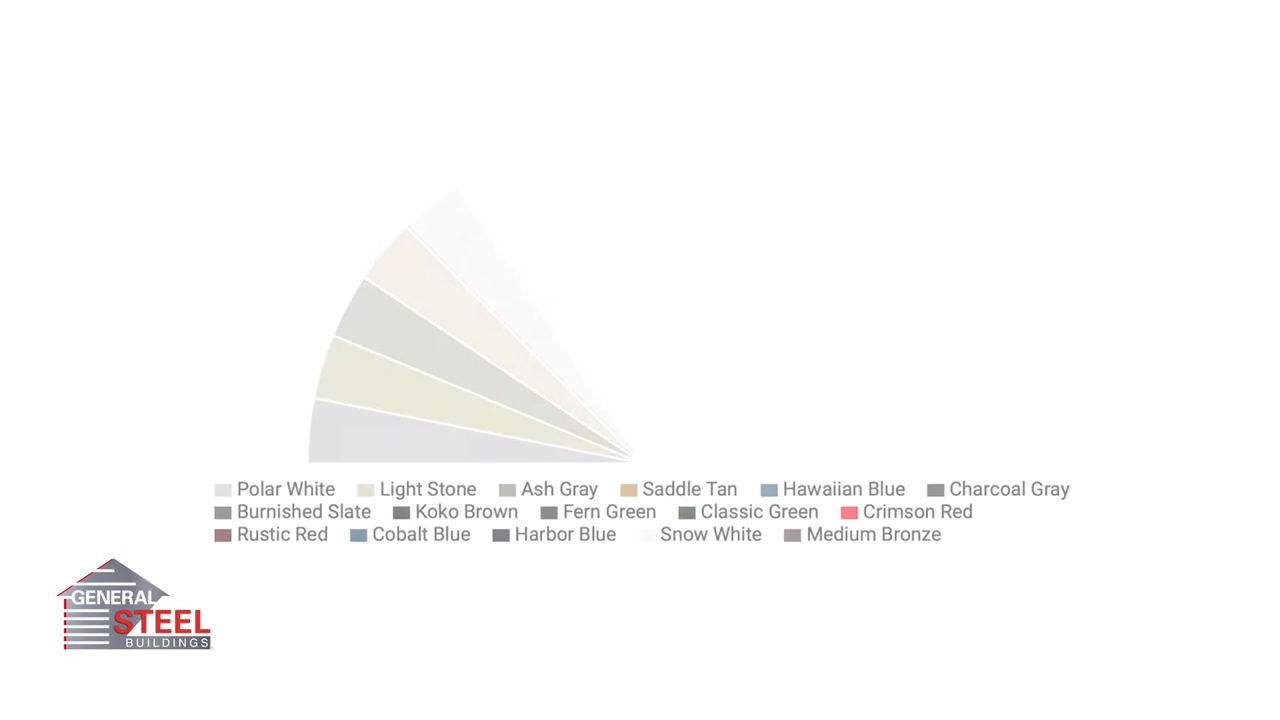 Polar White Light Stone Ash Gray Saddle Tan Hawaiian Blue Charcoal Gray
Burnished Slate Koko Brown Fern Green Classic Green Crimson Red
Rustic Red Cobalt Blue Harbor Blue Snow White Medium Bronze
GENERAL
STEEL
BUILDINGS